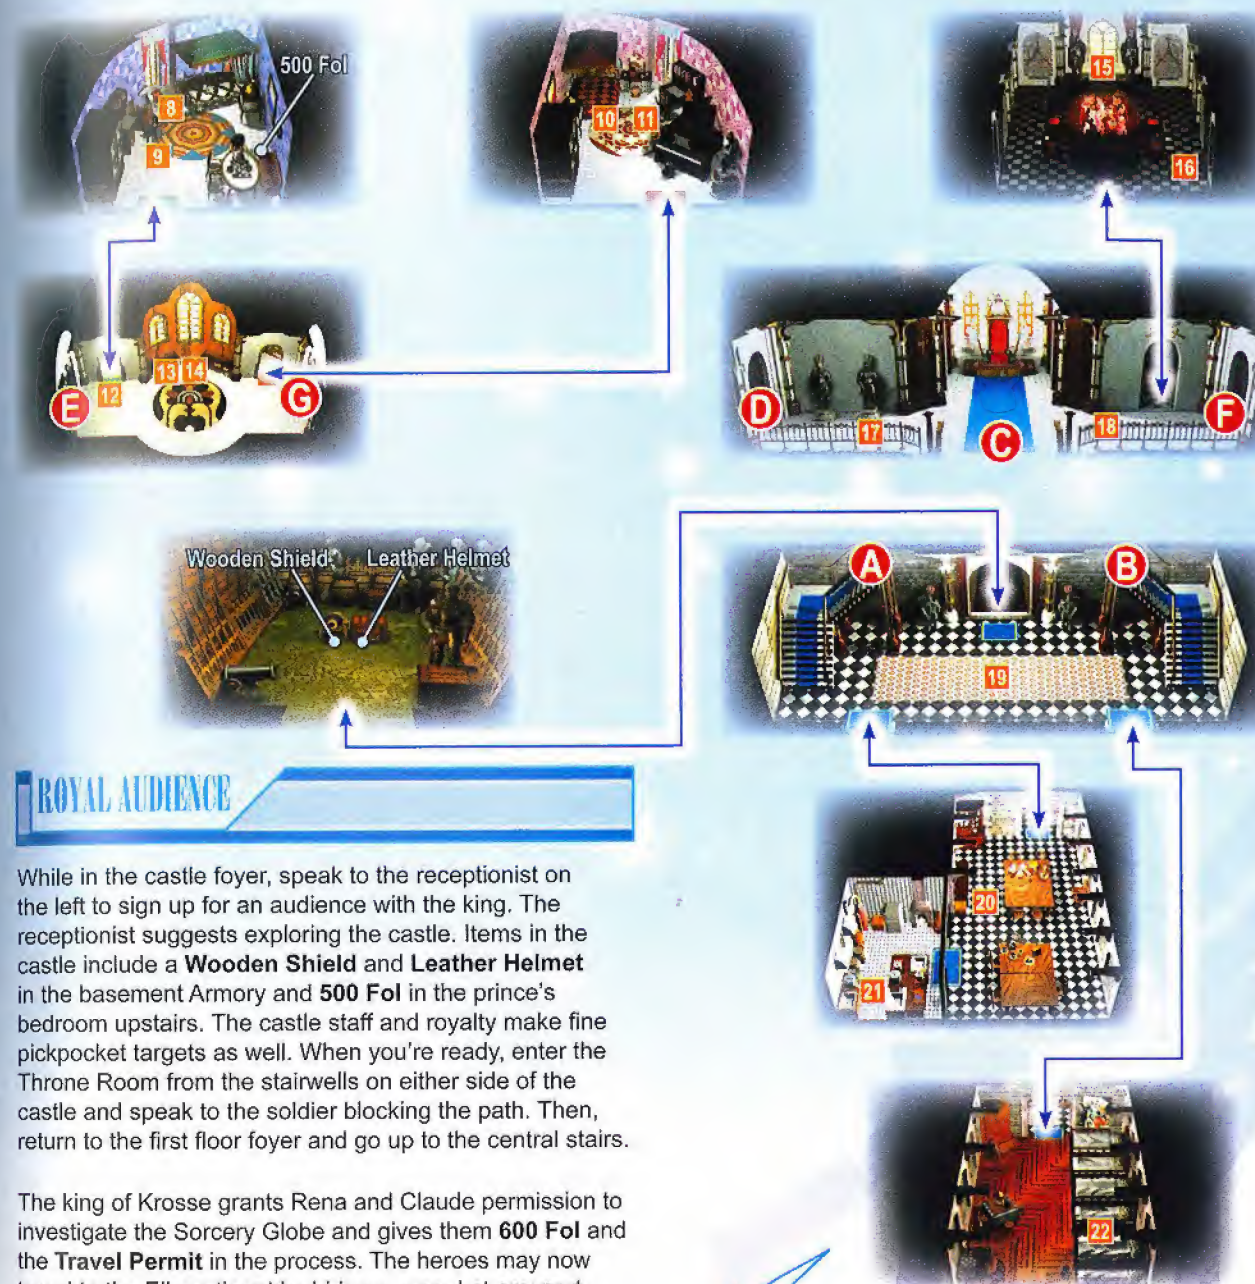 500 Fol
8
9
10
11
15
16
E
12
13
14
G
D
17
C
18
F
Wooden Shield
Leather Helmet
A
B
19
20
21
22
ROYAL AUDIENCE
While in the castle foyer, speak to the receptionist on
the left to sign up for an audience with the king. The
receptionist suggests exploring the castle. Items in the
castle include a Wooden Shield and Leather Helmet
in the basement Armory and 500 Fol in the prince's
bedroom upstairs. The castle staff and royalty make fine
pickpocket targets as well. When you're ready, enter the
Throne Room from the stairwells on either side of the
castle and speak to the soldier blocking the path. Then,
return to the first floor foyer and go up to the central stairs.
The king of Krosse grants Rena and Claude permission to
investigate the Sorcery Globe and gives them 600 Fol and
the Travel Permit in the process. The heroes may now